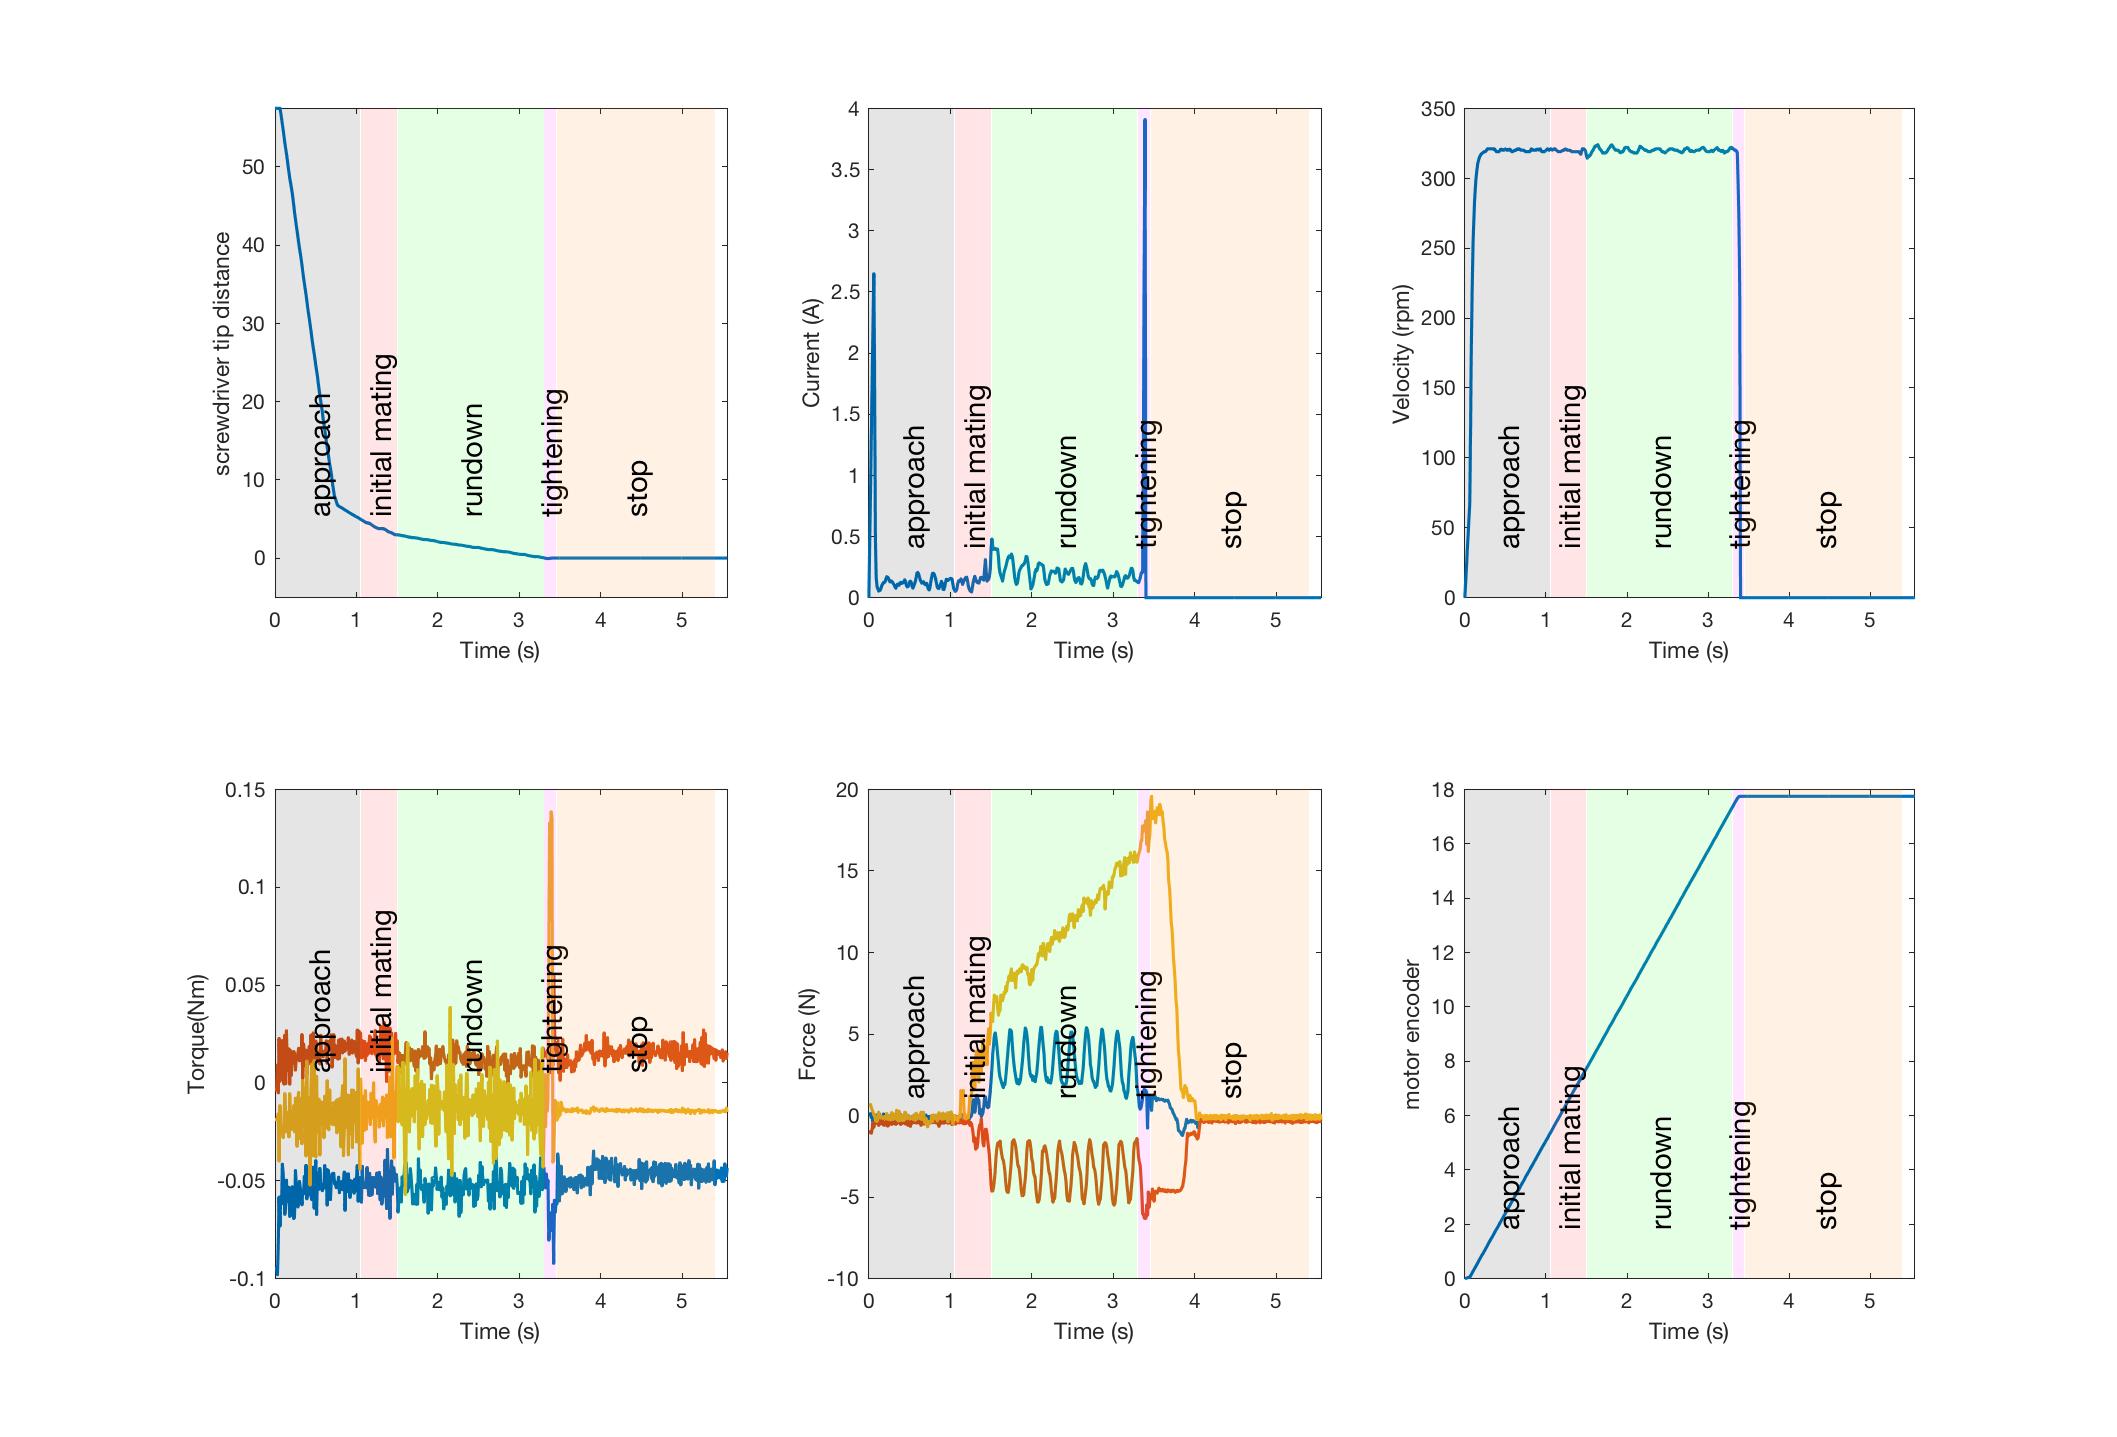 screwdriver tip distance
50
40
30
20
10
0
approach
initial mating
rundown
tightening
stop
0 1 2 3 4 5
Time (s)
Current (A)
4
3.5
3
2.5
2
1.5
1
0.5
0
approach
initial mating
rundown
tightening
stop
0 1 2 3 4 5
Time (s)
Velocity (rpm)
350
300
250
200
150
100
50
0
approach
initial mating
rundown
tightening
stop
0 1 2 3 4 5
Time (s)
Torque(Nm)
0.15
0.1
0.05
0
-0.05
-0.1
approach
initial mating
rundown
tightening
stop
0 1 2 3 4 5
Time (s)
Force (N)
20
15
10
5
0
-5
-10
approach
initial mating
rundown
tightening
stop
0 1 2 3 4 5
Time (s)
motor encoder
18
16
14
12
10
8
6
4
2
0
approach
initial mating
rundown
tightening
stop
0 1 2 3 4 5
Time (s)